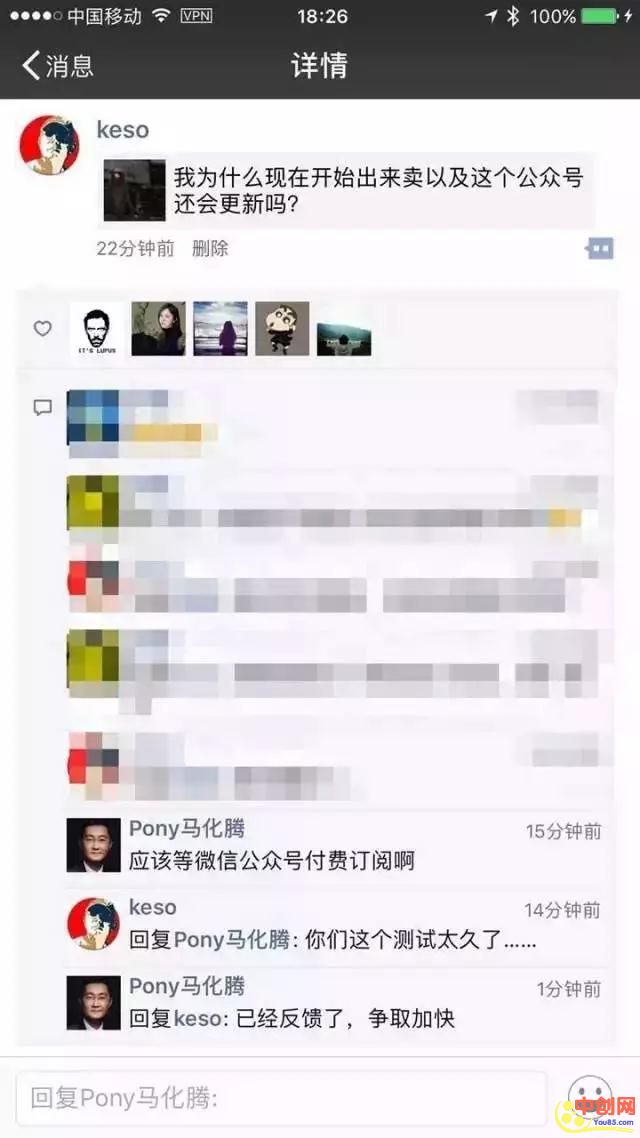 中国移动 VPN 18:26 100%
消息 详情
keso
我为什么现在开始出来卖以及这个公众号
还会更新吗?
22分钟前 删除
IT'S LUPUS
Pony马化腾 15分钟前
应该等微信公众号付费订阅啊
keso 14分钟前
回复Pony马化腾: 你们这个测试太久了……
Pony马化腾 1分钟前
回复keso: 已经反馈了，争取加快
回复Pony马化腾:
中创网
You85.com